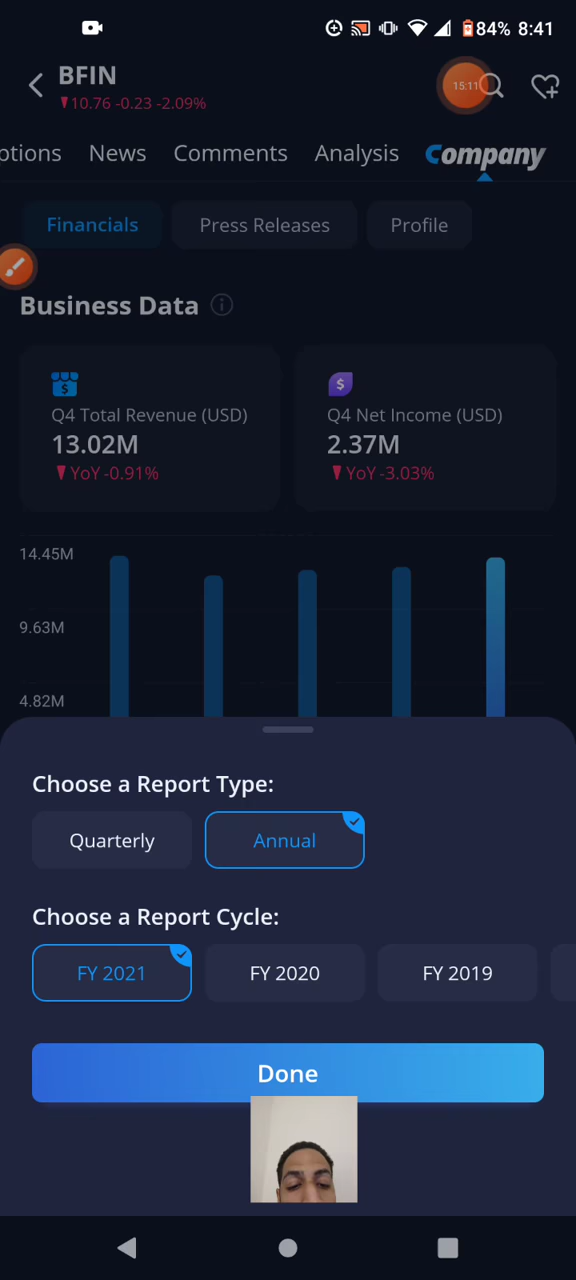 84% 8:41
BFIN
10.76 -0.23 -2.09%
15:11
ptions News Comments Analysis Company
Financials Press Releases Profile
Business Data
Q4 Total Revenue (USD) Q4 Net Income (USD)
13.02M 2.37M
YoY -0.91% YoY -3.03%
14.45M
9.63M
4.82M
Choose a Report Type:
Quarterly Annual
Choose a Report Cycle:
FY 2021 FY 2020 FY 2019
Done